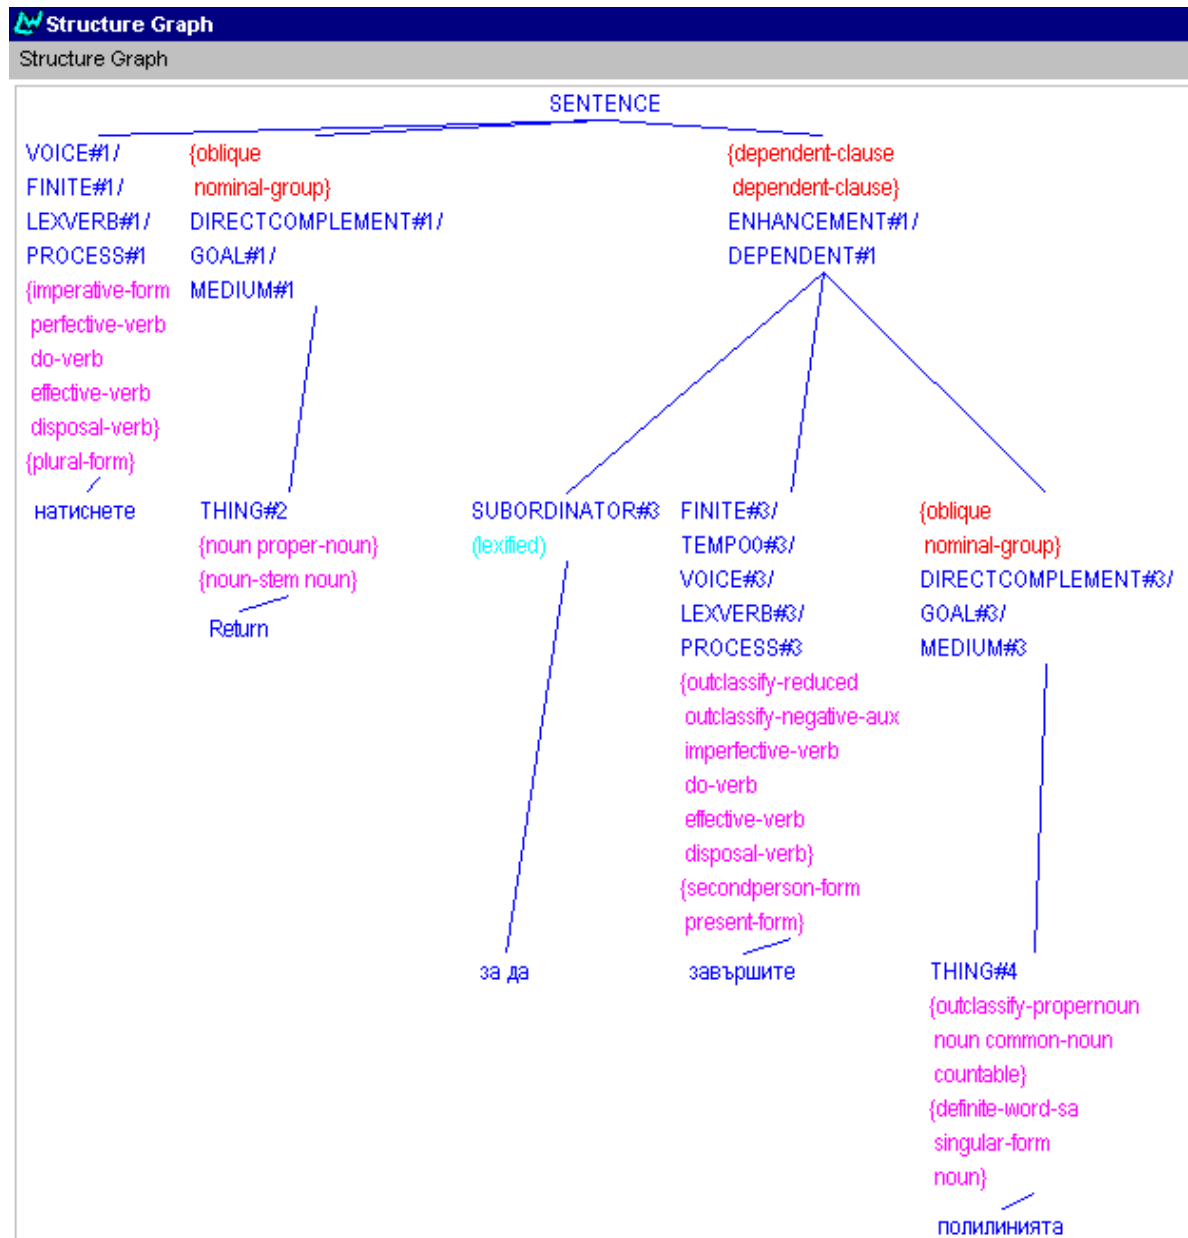 Structure Graph
Structure Graph
SENTENCE
VOICE#1/
FINITE#1/
LEXVERB#1/
PROCESS#1
{imperative-form
perfective-verb
do-verb
effective-verb
disposal-verb}
{plural-form}
натиснете
{oblique
nominal-group}
DIRECTCOMPLEMENT#1/
GOAL#1/
MEDIUM#1
THING#2
{noun proper-noun}
{noun-stem noun}
Return
{dependent-clause
dependent-clause}
ENHANCEMENT#1/
DEPENDENT#1
SUBORDINATOR#3
(lexified)
за да
FINITE#3/
TEMPO0#3/
VOICE#3/
LEXVERB#3/
PROCESS#3
{outclassify-reduced
outclassify-negative-aux
imperfective-verb
do-verb
effective-verb
disposal-verb}
{secondperson-form
present-form}
завършите
{oblique
nominal-group}
DIRECTCOMPLEMENT#3/
GOAL#3/
MEDIUM#3
THING#4
{outclassify-propernoun
noun common-noun
countable}
{definite-word-sa
singular-form
noun}
полилинията